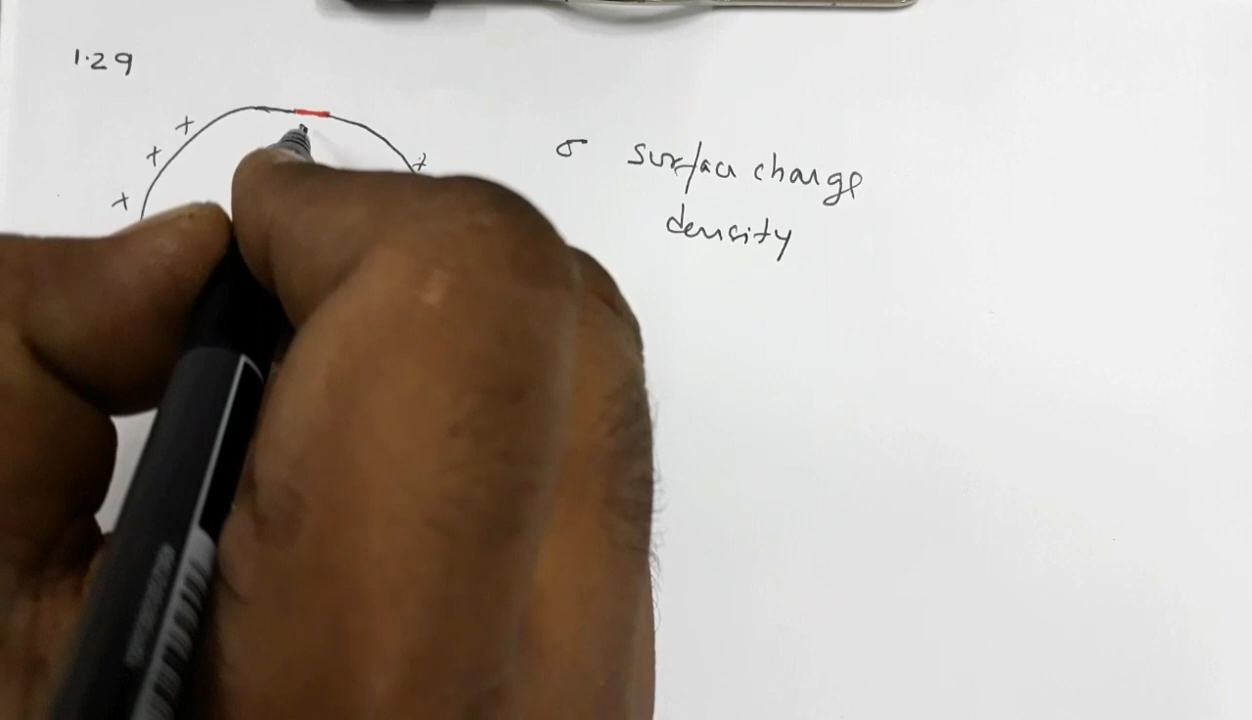 1.29
+
+
+
+
σ surface charge
density